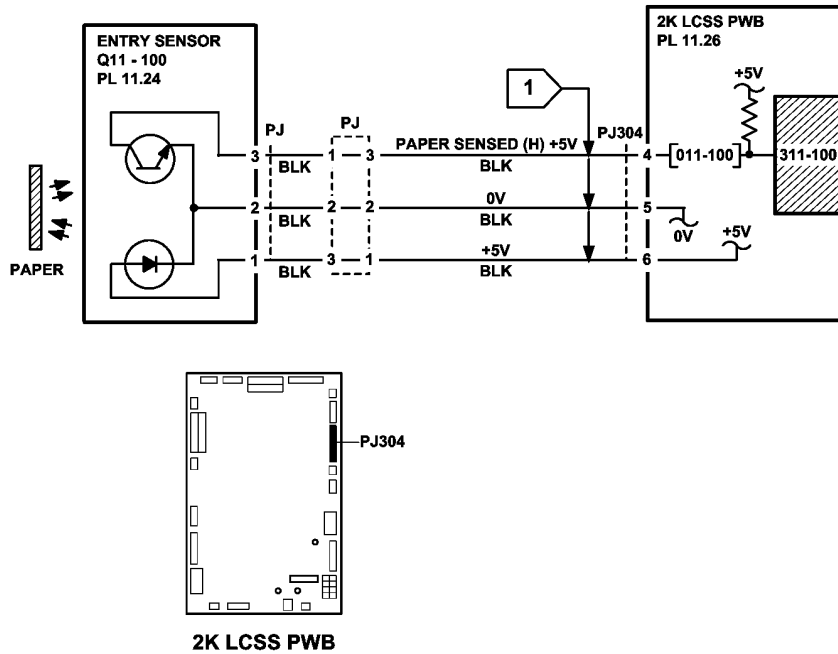 ENTRY SENSOR
Q11 - 100
PL 11.24
2K LCSS PWB
PL 11.26
+5V
1
PJ
PJ
PAPER SENSED (H) +5V
PJ304
3
BLK
1
3
BLK
4
[011-100]
311-100
2
BLK
2
2
0V
BLK
5
0V
+5V
PAPER
1
BLK
3
1
+5V
BLK
6
PJ304
2K LCSS PWB